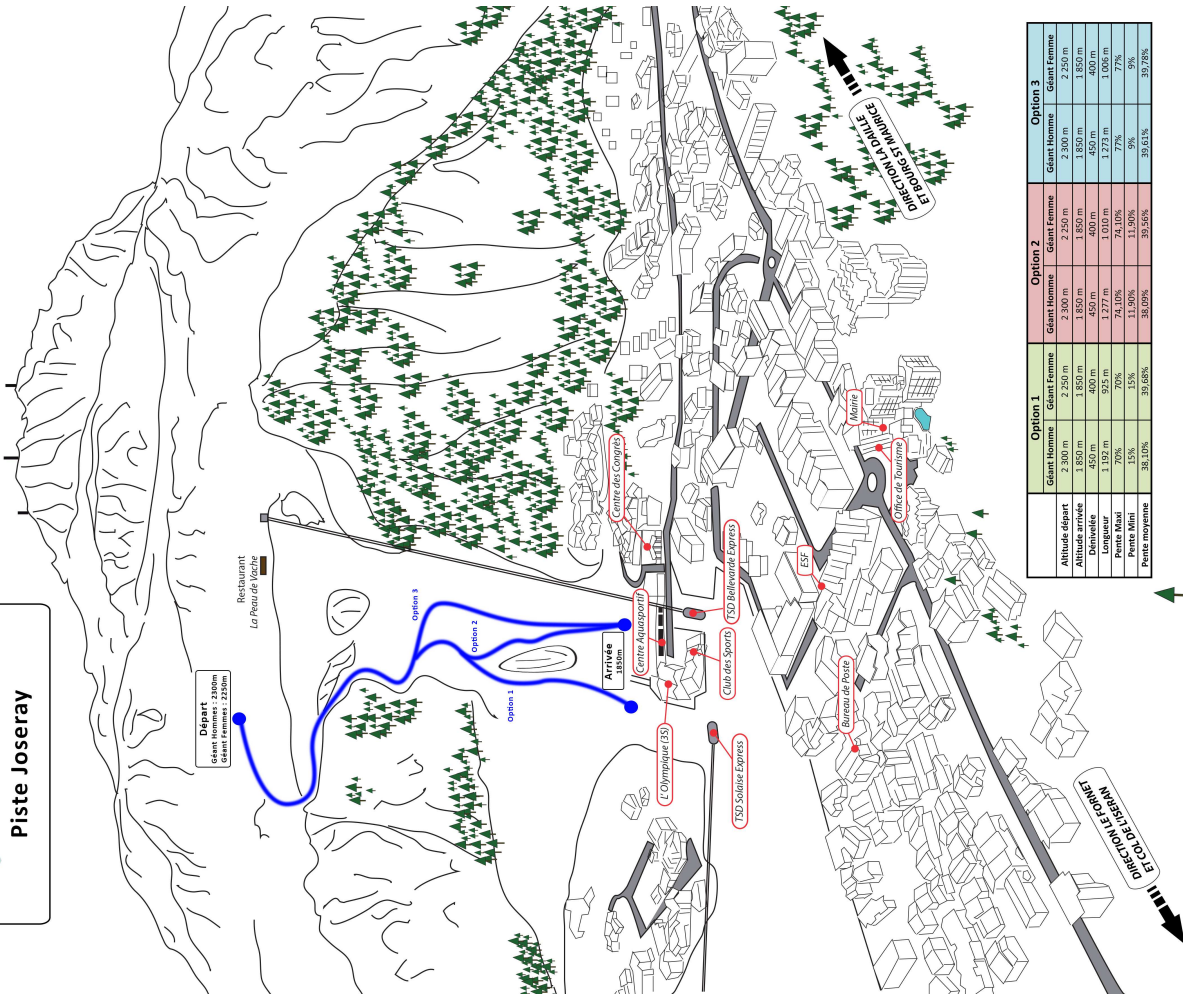 Piste Joseray
Départ
Géant Hommes : 2300m
Géant Femmes : 2250m
Restaurant
La Peau de Vache
Option 3
Option 2
Option 1
Arrivée
1850m
Centre des Congrès
Centre Aquasportif
L'Olympique (3S)
Club des Sports
TSD Bellevarde Express
TSD Solaise Express
ESF
Mairie
Office de Tourisme
Bureau de Poste
DIRECTION LA DAILLE
ET BOURG ST MAURICE
DIRECTION LE FORNET
ET COL DE L'ISERAN
Option 1 Option 2 Option 3
Géant Homme Géant Femme Géant Homme Géant Femme Géant Homme Géant Femme
Altitude départ 2 300 m 2 250 m 2 300 m 2 250 m 2 300 m 2 250 m
Altitude arrivée 1 850 m 1 850 m 1 850 m 1 850 m 1 850 m 1 850 m
Dénivelée 450 m 400 m 450 m 400 m 450 m 400 m
Longueur 1 192 m 925 m 1 277 m 1 010 m 1 273 m 1 006 m
Pente Maxi 70% 70% 74,10% 74,10% 77% 77%
Pente Mini 15% 15% 11,90% 11,90% 9% 9%
Pente moyenne 38,10% 39,68% 38,09% 39,56% 39,61% 39,78%